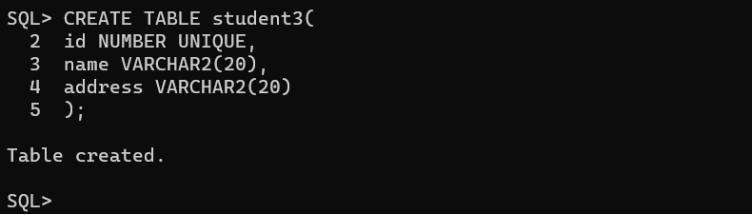 SQL> CREATE TABLE student3(
  2  id NUMBER UNIQUE,
  3  name VARCHAR2(20),
  4  address VARCHAR2(20)
  5  );
Table created.
SQL>